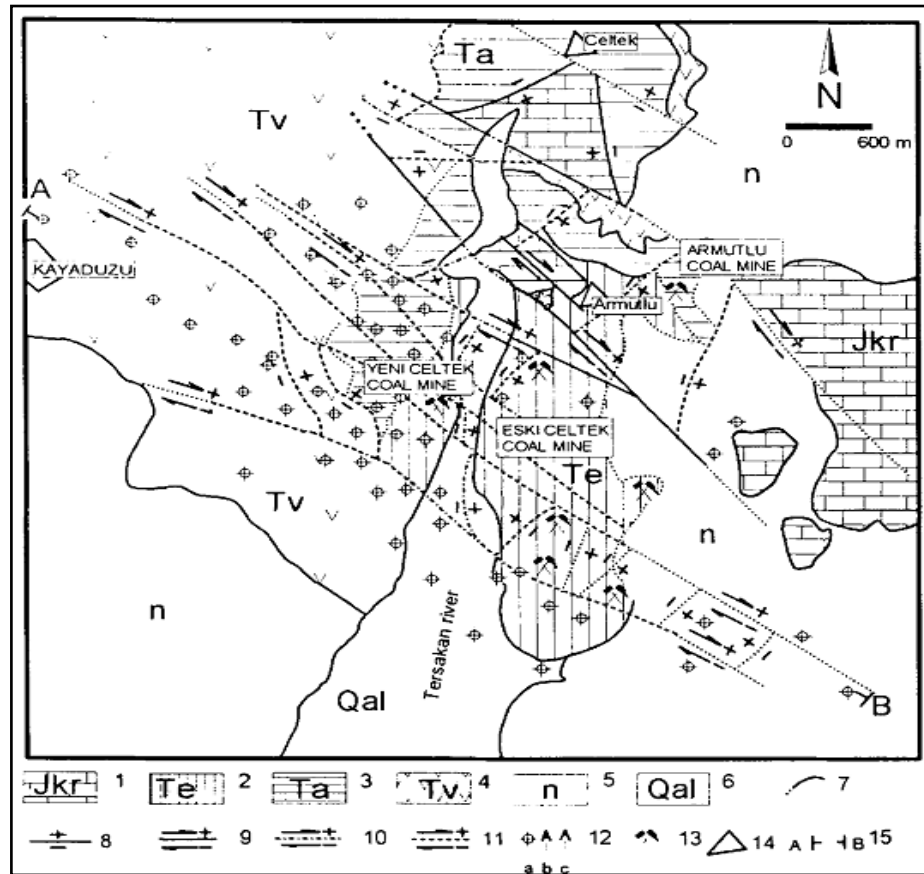 Celtek
Ta
N
Tv
0 600 m
n
A
ARMUTLU
COAL MINE
KAYADUZU
Armutlu
Jkr
YENI CELTEK
COAL MINE
ESKI CELTEK
COAL MINE
Te
Tv
n
n
Tersakan river
Qal
B
Jkr 1 Te 2 Ta 3 Tv 4 n 5 Qal 6 7
8 9 10 11 12 13 14 A B 15
a b c